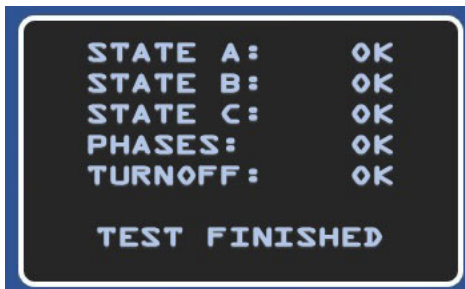 STATE A: OK
STATE B: OK
STATE C: OK
PHASES: OK
TURNOFF: OK
TEST FINISHED